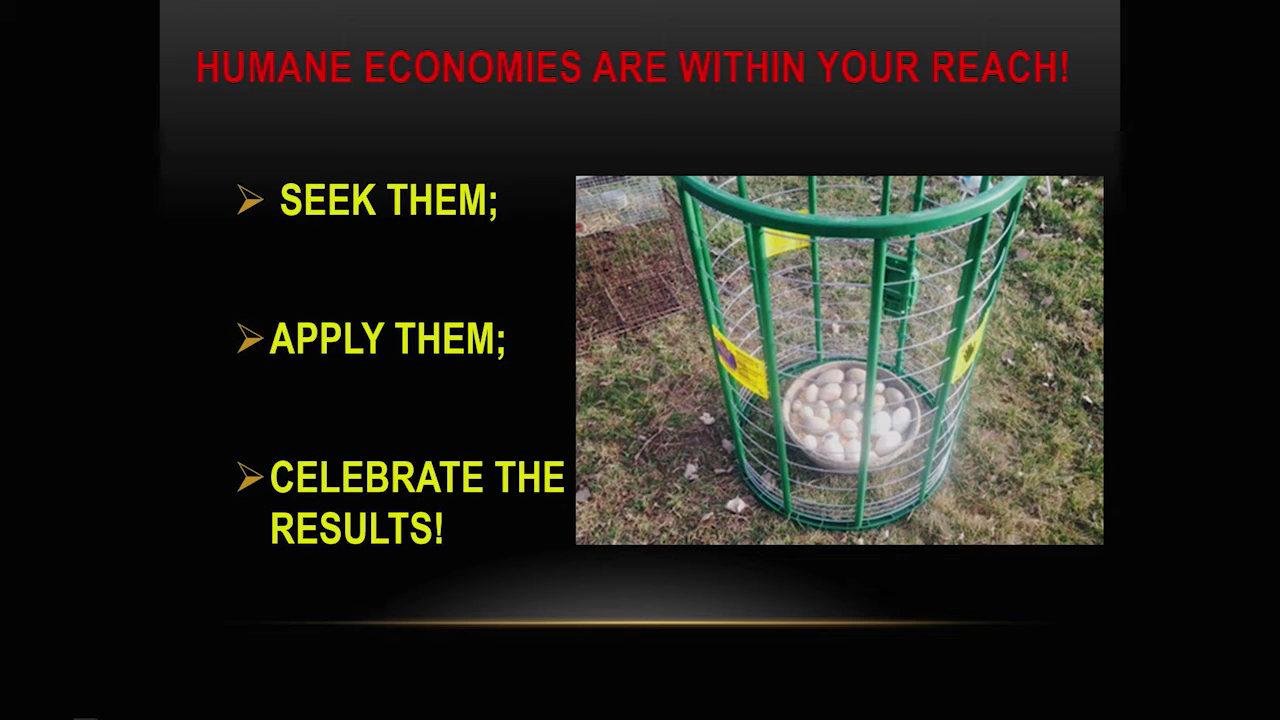 HUMANE ECONOMIES ARE WITHIN YOUR REACH!
SEEK THEM;
APPLY THEM;
CELEBRATE THE
RESULTS!